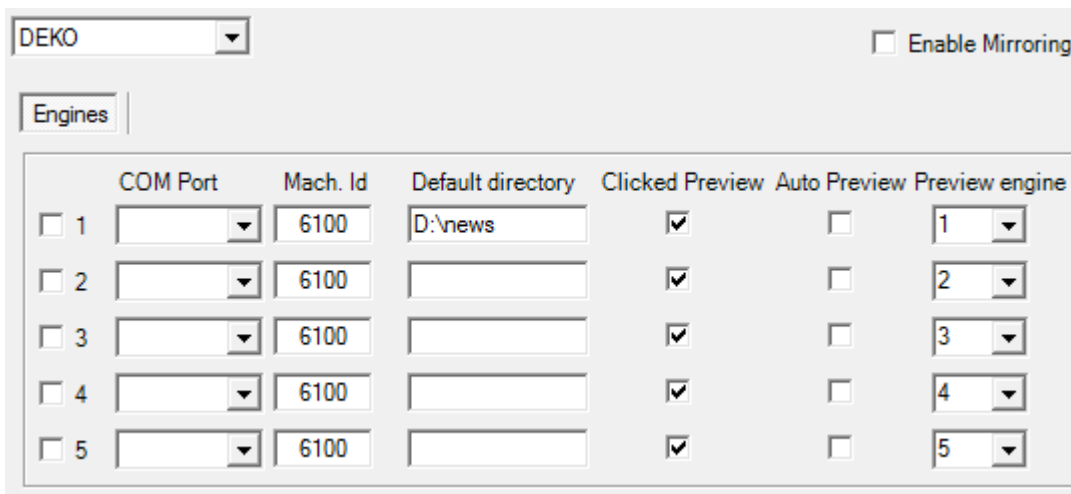 DEKO
Enable Mirroring
Engines
COM Port Mach. Id Default directory Clicked Preview Auto Preview Preview engine
1 6100 D:\news 1
2 6100 2
3 6100 3
4 6100 4
5 6100 5